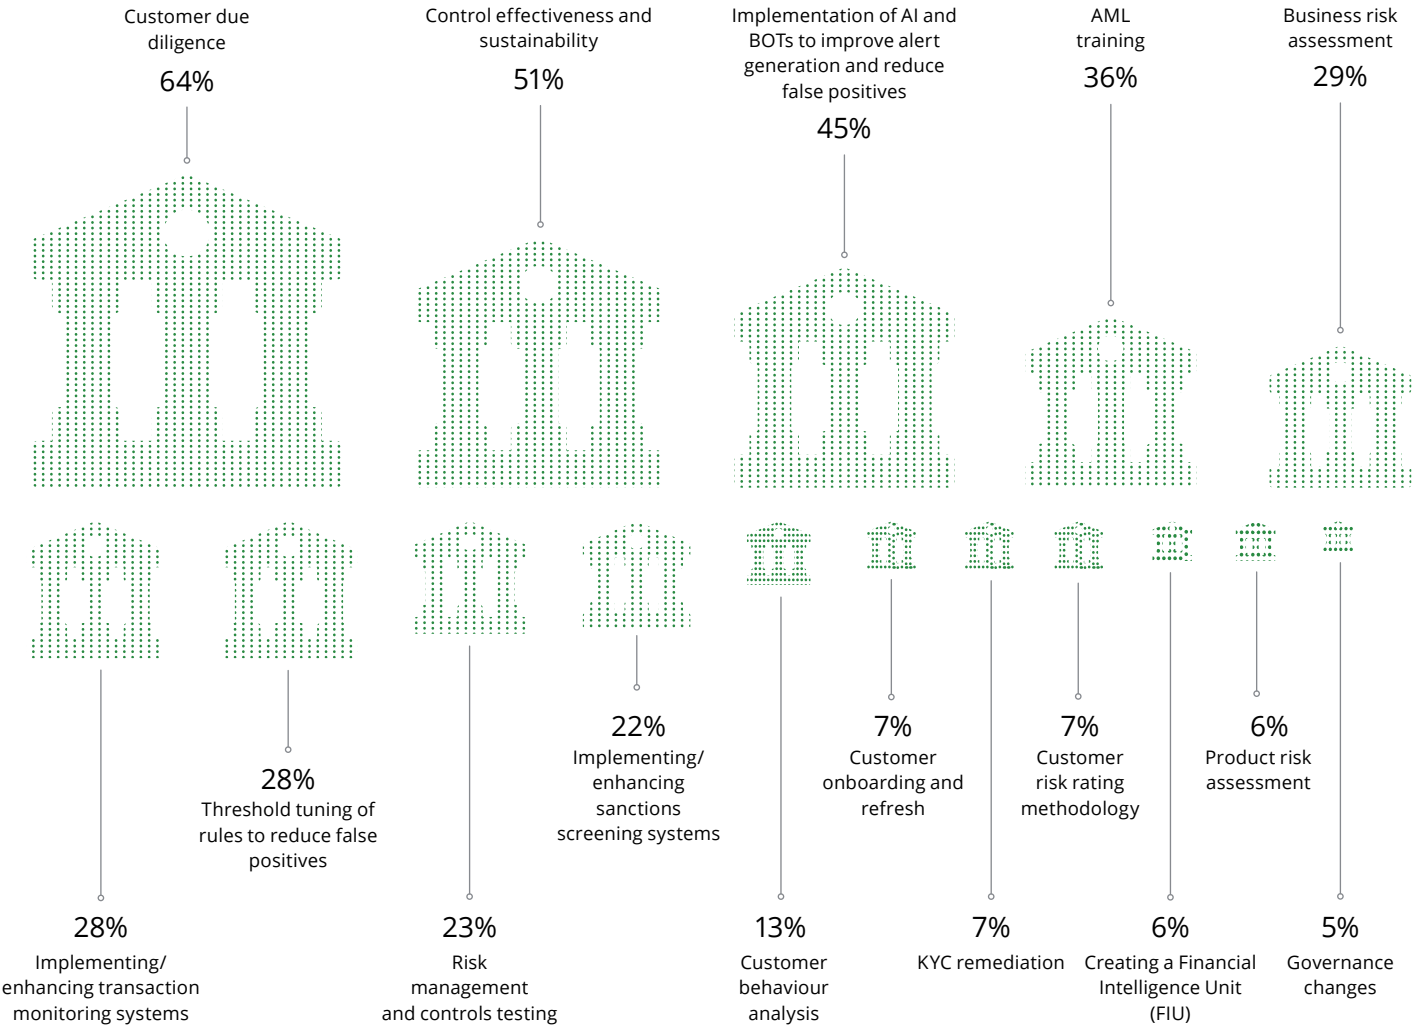 Customer due
diligence
64%
Control effectiveness and
sustainability
51%
Implementation of AI and
BOTs to improve alert
generation and reduce
false positives
45%
AML
training
36%
Business risk
assessment
29%
28%
Implementing/
enhancing transaction
monitoring systems
28%
Threshold tuning of
rules to reduce false
positives
23%
Risk
management
and controls testing
22%
Implementing/
enhancing
sanctions
screening systems
13%
Customer
behaviour
analysis
7%
Customer
onboarding and
refresh
7%
KYC remediation
7%
Customer
risk rating
methodology
6%
Creating a Financial
Intelligence Unit
(FIU)
6%
Product risk
assessment
5%
Governance
changes